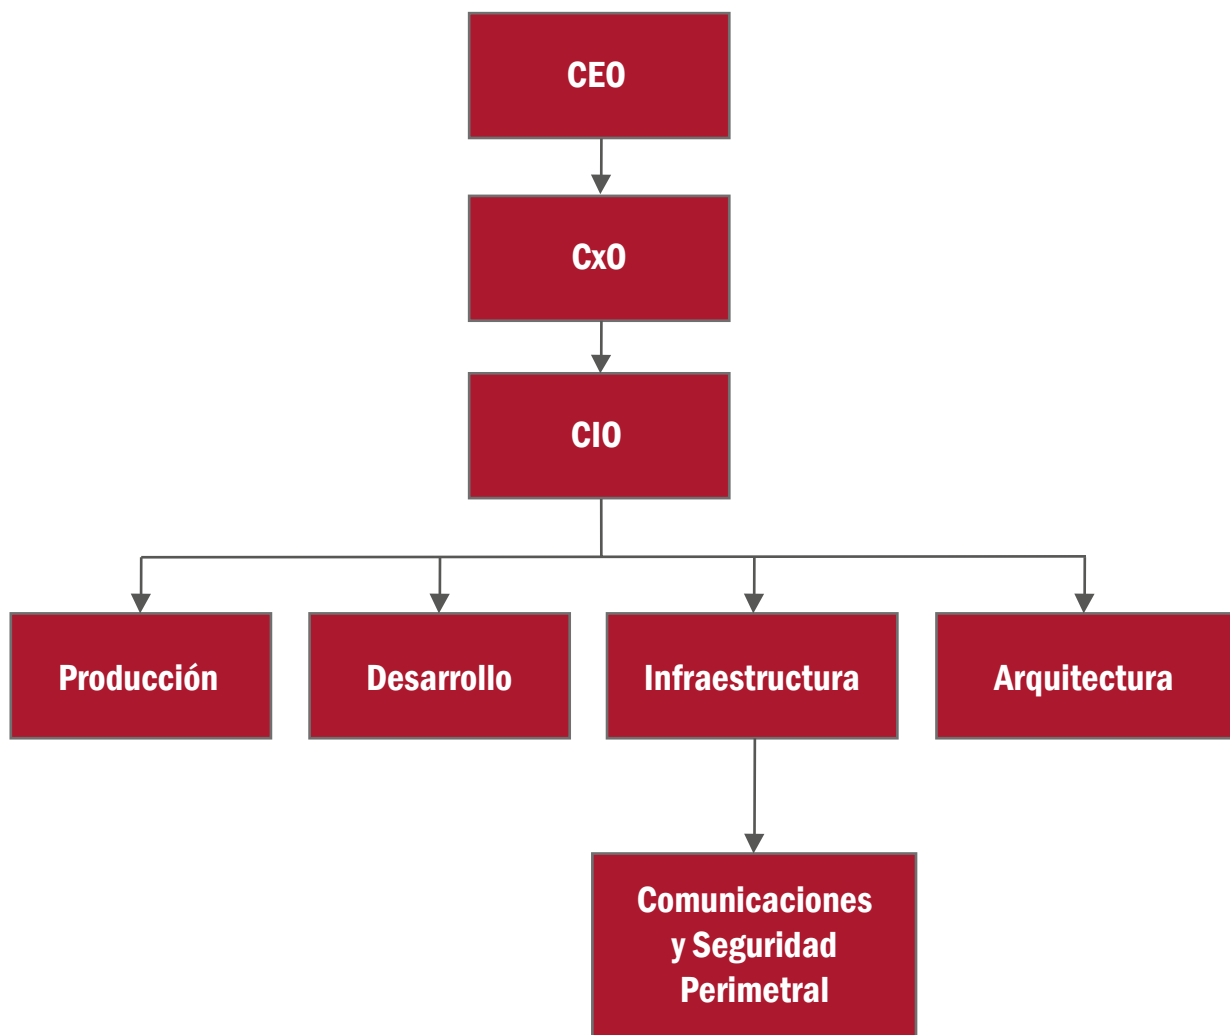 CEO
CxO
CIO
Producción
Desarrollo
Infraestructura
Arquitectura
Comunicaciones
y Seguridad
Perimetral